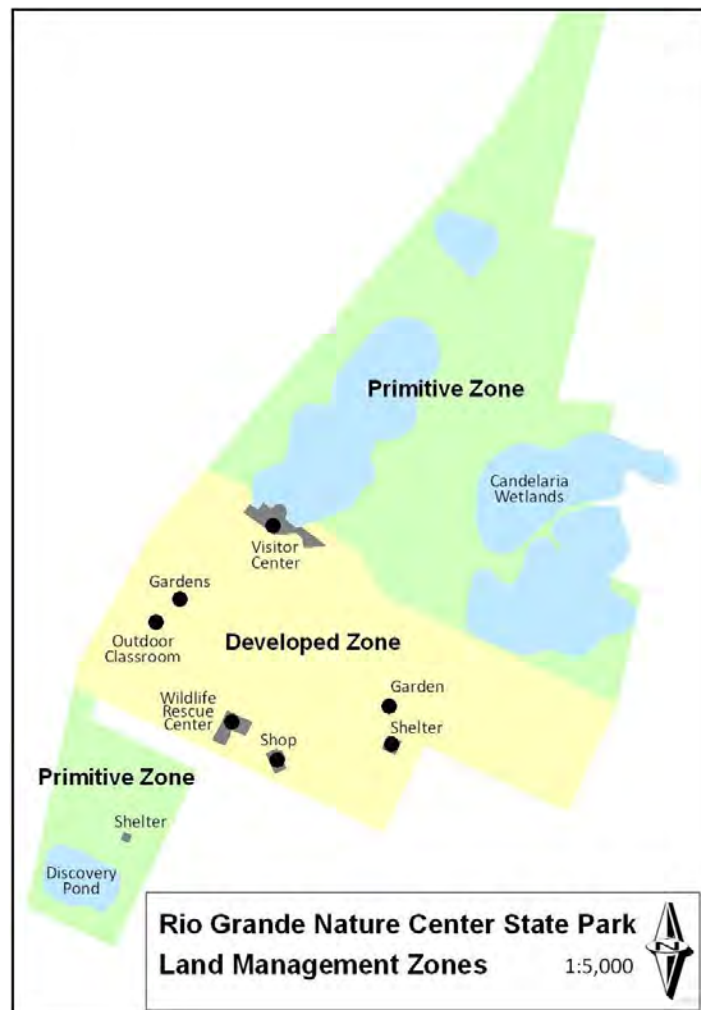 Primitive Zone
Candelaria
Wetlands
Visitor
Center
Gardens
Outdoor
Classroom
Developed Zone
Garden
Wildlife
Rescue
Center
Shelter
Shop
Primitive Zone
Shelter
Discovery
Pond
Rio Grande Nature Center State Park
Land Management Zones
1:5,000
N